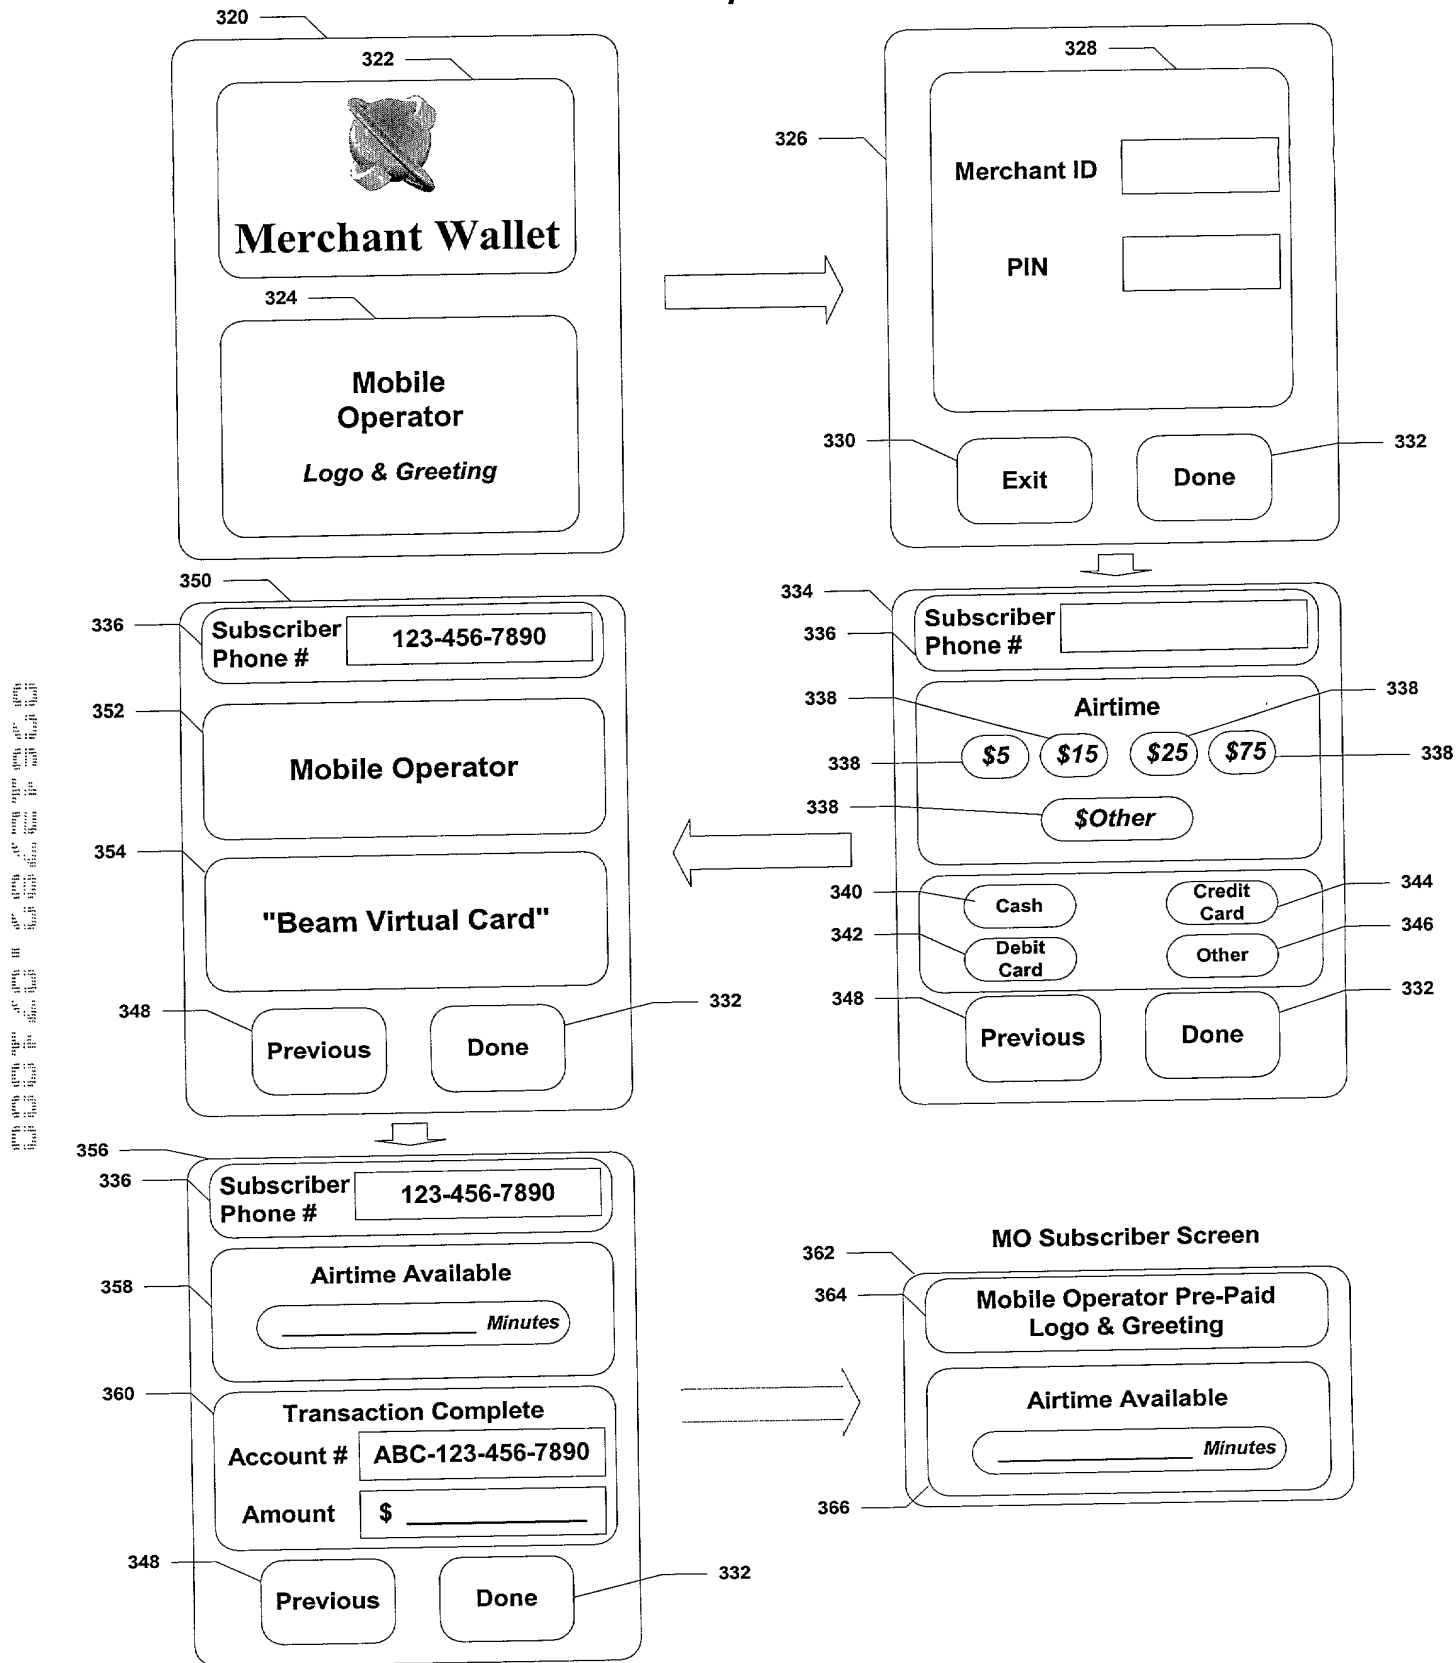 320
322
Merchant Wallet
324
Mobile
Operator
Logo & Greeting
328
326
Merchant ID
PIN
330
332
Exit
Done
334
336
Subscriber
Phone #
338
338
Airtime
338
$5
$15
$25
$75
338
338
$Other
340
Cash
Credit
Card
344
342
Debit
Card
Other
346
348
332
Previous
Done
350
336
Subscriber
Phone #
123-456-7890
352
Mobile Operator
354
"Beam Virtual Card"
348
332
Previous
Done
356
336
Subscriber
Phone #
123-456-7890
358
Airtime Available
Minutes
360
Transaction Complete
Account #
ABC-123-456-7890
Amount
$
348
332
Previous
Done
MO Subscriber Screen
362
364
Mobile Operator Pre-Paid
Logo & Greeting
Airtime Available
Minutes
366